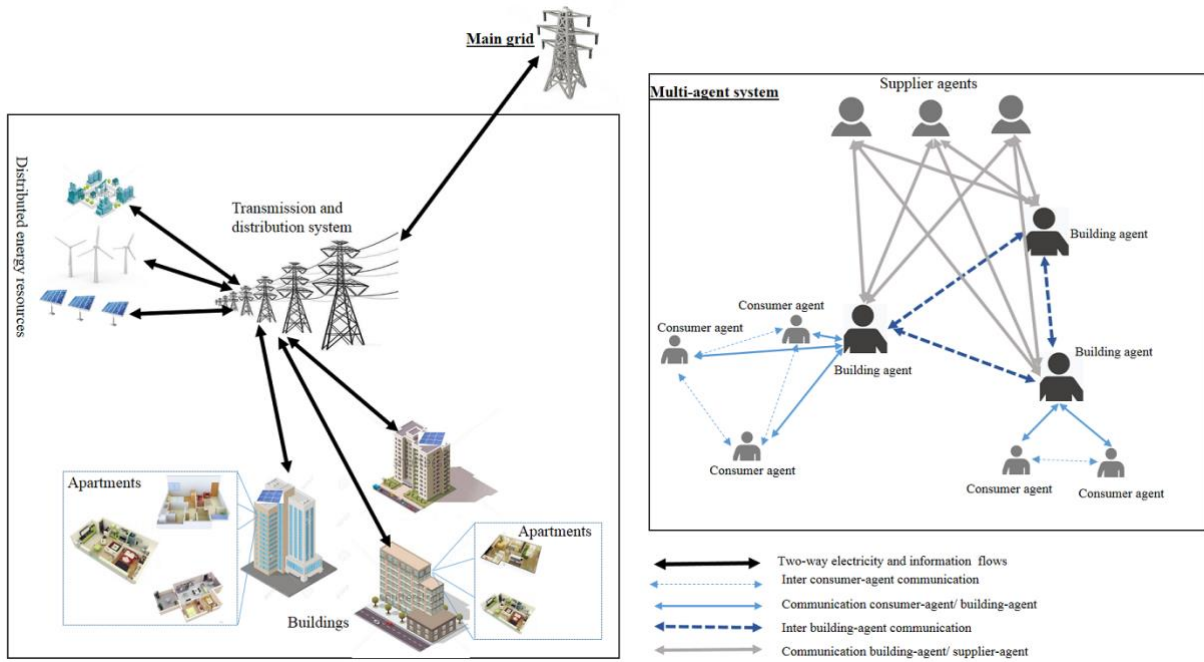 Main grid
Distributed energy resources
Transmission and
distribution system
Apartments
Apartments
Buildings
Multi-agent system
Supplier agents
Building agent
Consumer agent
Consumer agent
Building agent
Building agent
Consumer agent
Consumer agent
Consumer agent
Two-way electricity and information flows
Inter consumer-agent communication
Communication consumer-agent/ building-agent
Inter building-agent communication
Communication building-agent/ supplier-agent